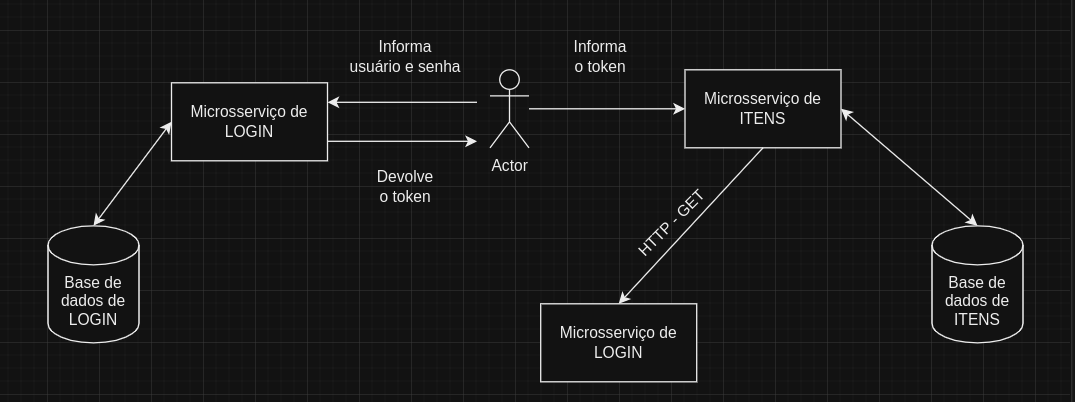 Informa
usuário e senha
Informa
o token
Microsserviço de
LOGIN
Microsserviço de
ITENS
Actor
Devolve
o token
HTTP - GET
Base de
dados de
LOGIN
Base de
dados de
ITENS
Microsserviço de
LOGIN